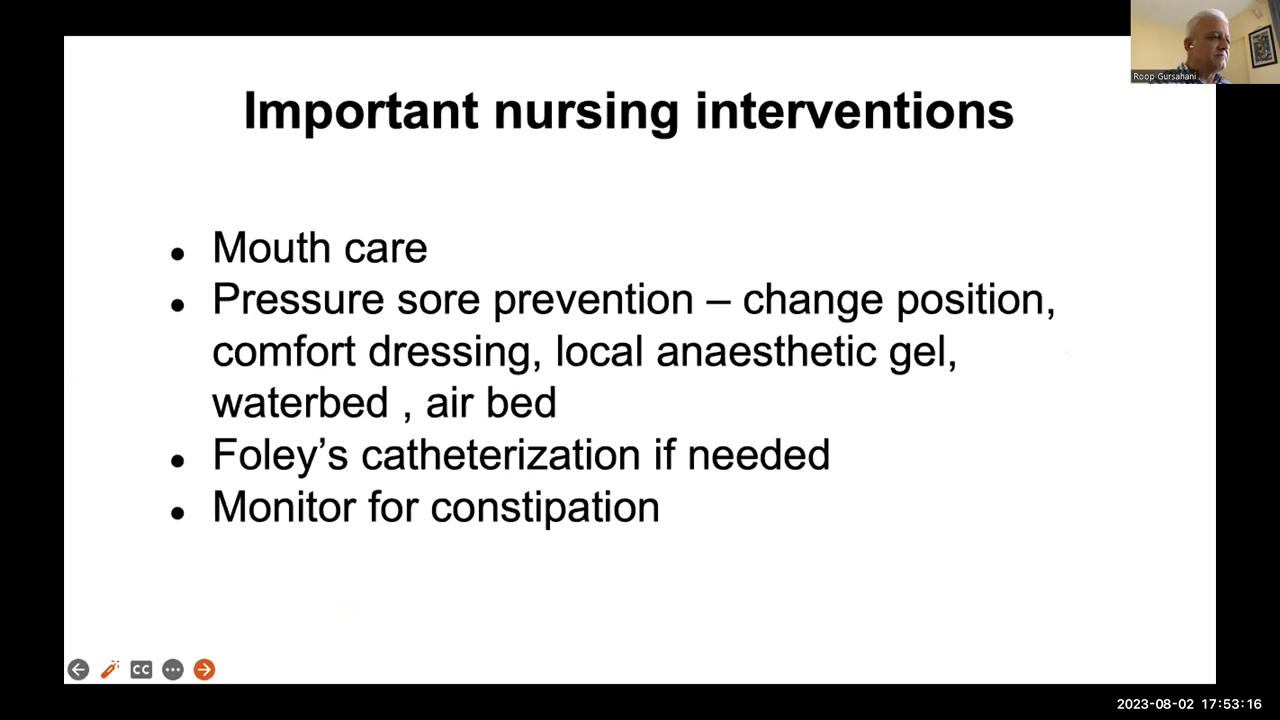 Roop Gursahani
Important nursing interventions
● Mouth care
● Pressure sore prevention – change position,
comfort dressing, local anaesthetic gel,
waterbed , air bed
● Foley’s catheterization if needed
● Monitor for constipation
CC
2023-08-02 17:53:16